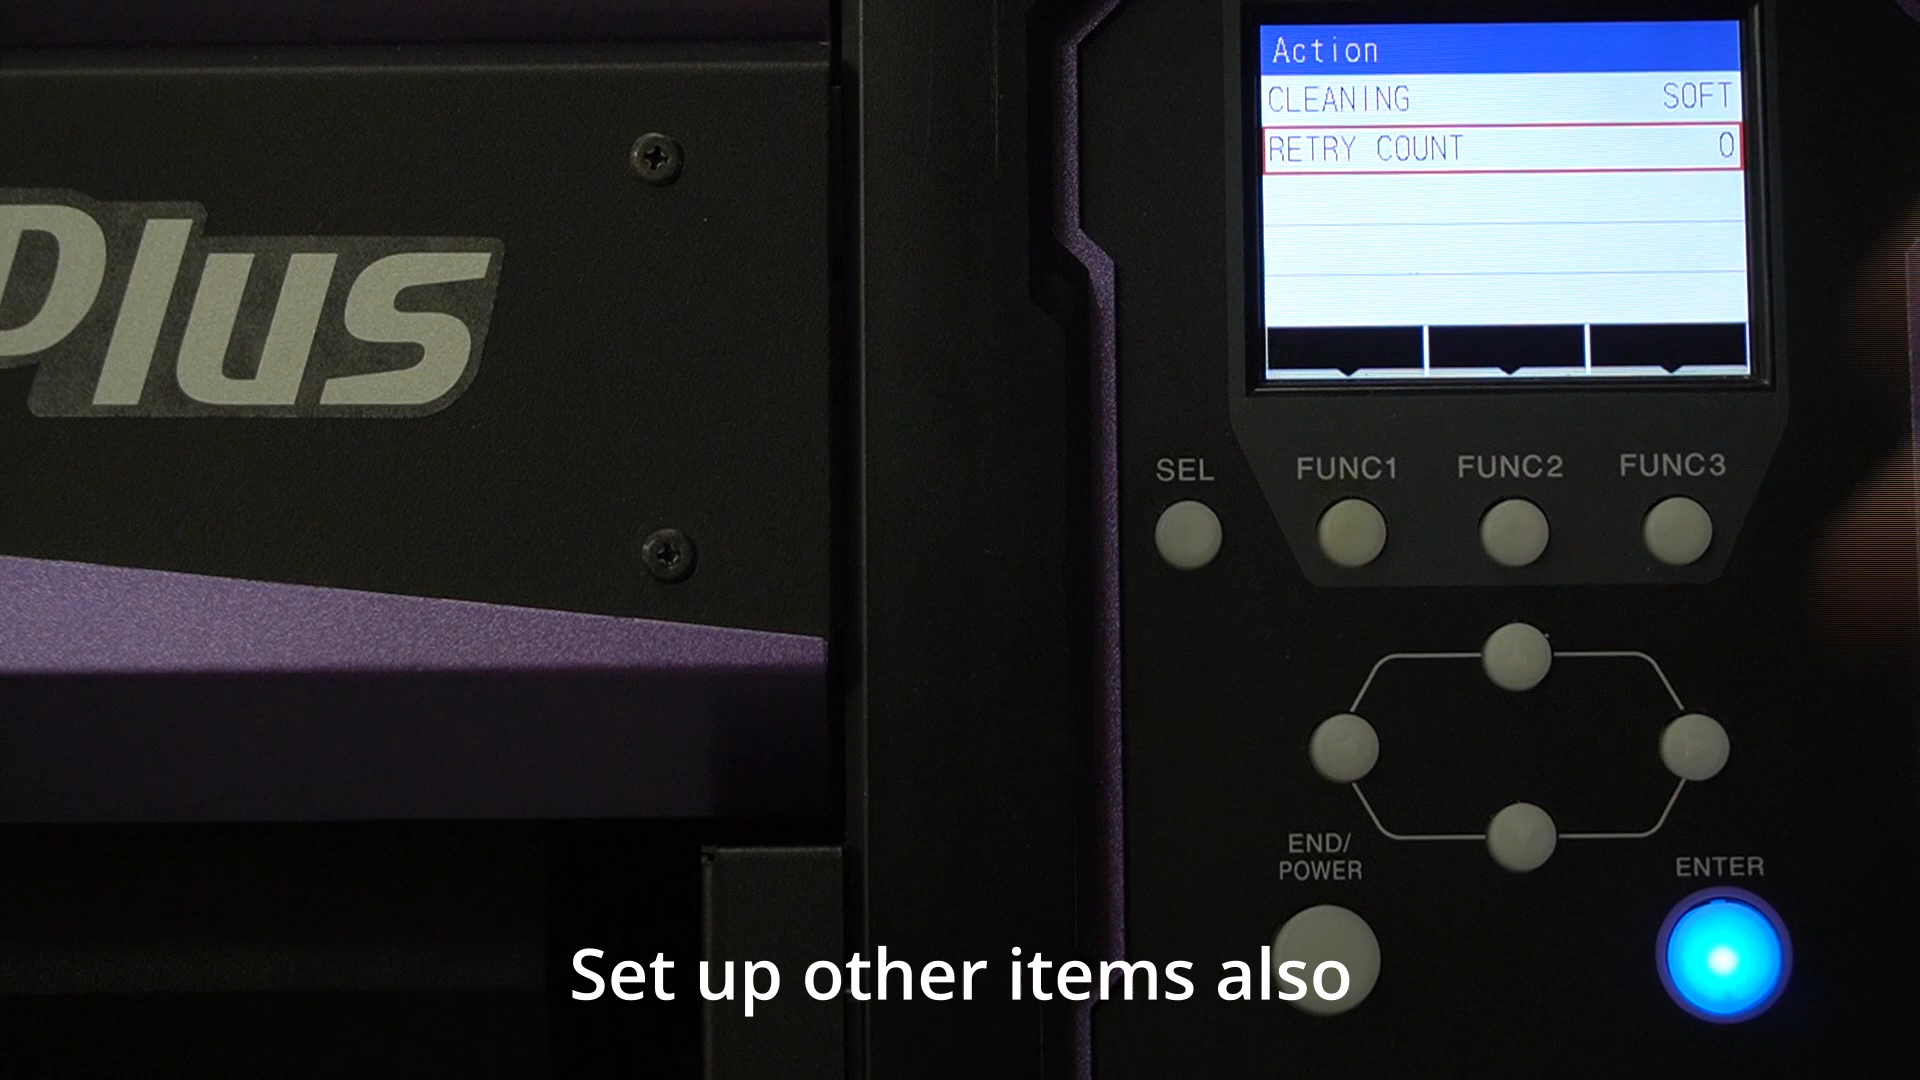 Plus
Action
CLEANING SOFT
RETRY COUNT 0
SEL FUNC1 FUNC2 FUNC3
END/
POWER
ENTER
Set up other items also